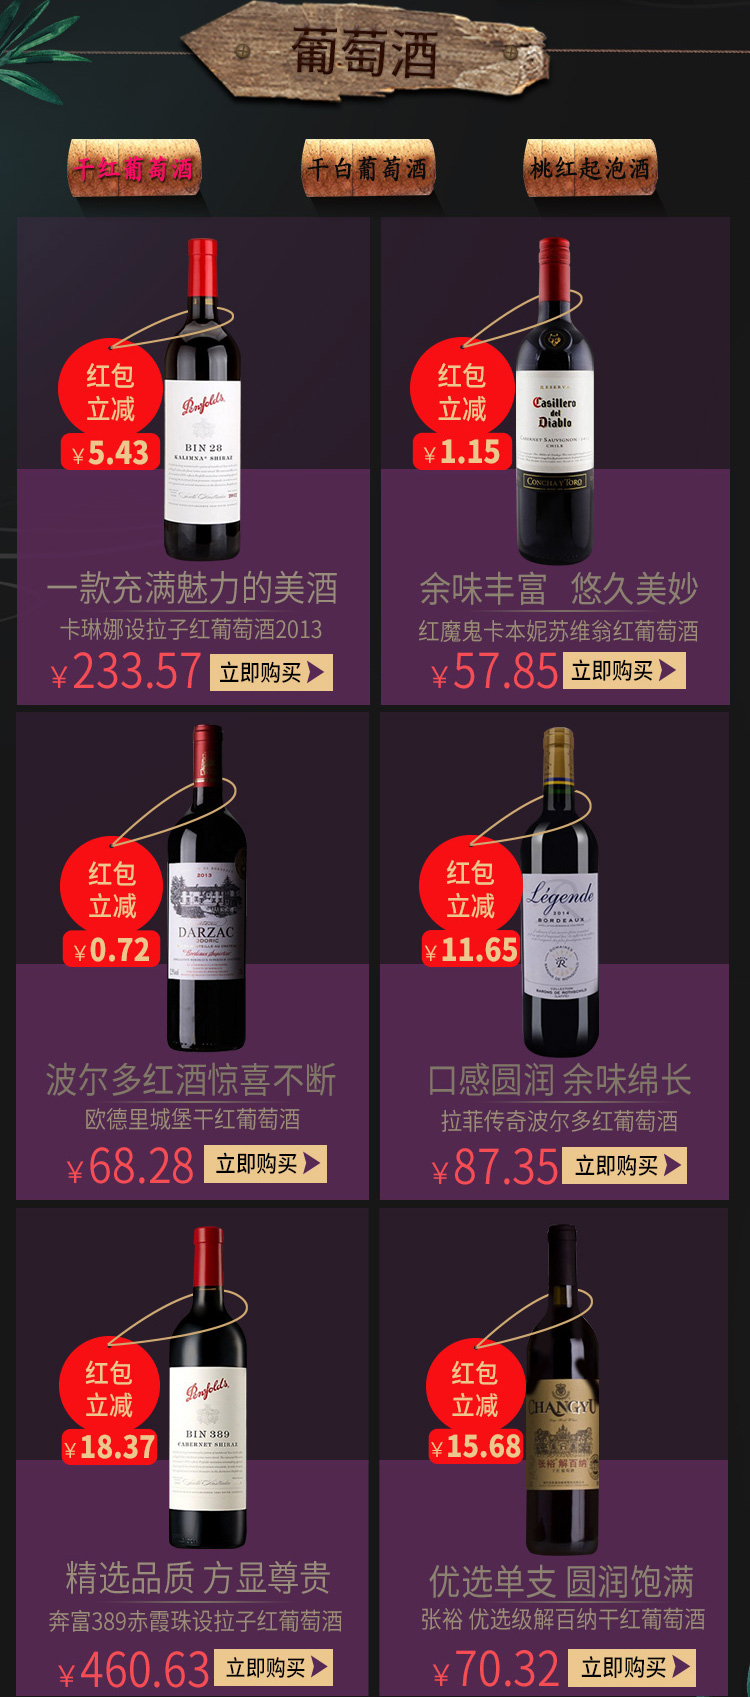 葡萄酒
干红葡萄酒
干白葡萄酒
桃红起泡酒
红包
立减
¥5.43
Penfolds
BIN 28
KALIMNA® SHIRAZ
一款充满魅力的美酒
卡琳娜设拉子红葡萄酒2013
¥233.57 立即购买
红包
立减
¥1.15
RESERVA
Casillero
del
Diablo
CABERNET SAUVIGNON
CHILE
CONCHA Y TORO
余味丰富 悠久美妙
红魔鬼卡本妮苏维翁红葡萄酒
¥57.85 立即购买
红包
立减
¥0.72
2013
DARZAC
波尔多红酒惊喜不断
欧德里城堡干红葡萄酒
¥68.28 立即购买
红包
立减
¥11.65
Légende
2014
BORDEAUX
R
COLLECTION
BARONS DE ROTHSCHILD
口感圆润 余味绵长
拉菲传奇波尔多红葡萄酒
¥87.35 立即购买
红包
立减
¥18.37
Penfolds
BIN 389
CABERNET SHIRAZ
精选品质 方显尊贵
奔富389赤霞珠设拉子红葡萄酒
¥460.63 立即购买
红包
立减
¥15.68
CHANGYU
张裕 解百纳
优选单支 圆润饱满
张裕 优选级解百纳干红葡萄酒
¥70.32 立即购买